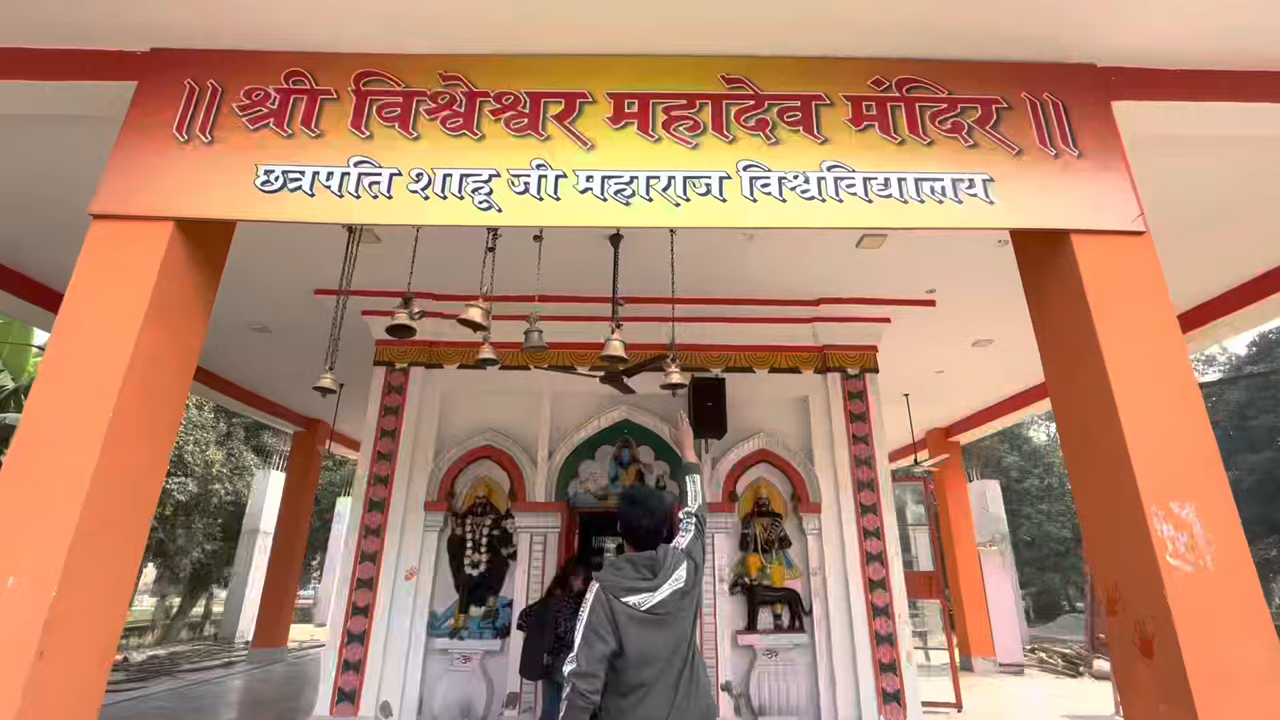 ॥ श्री विश्वेश्वर महादेव मंदिर ॥
छत्रपति शाहू जी महाराज विश्वविद्यालय